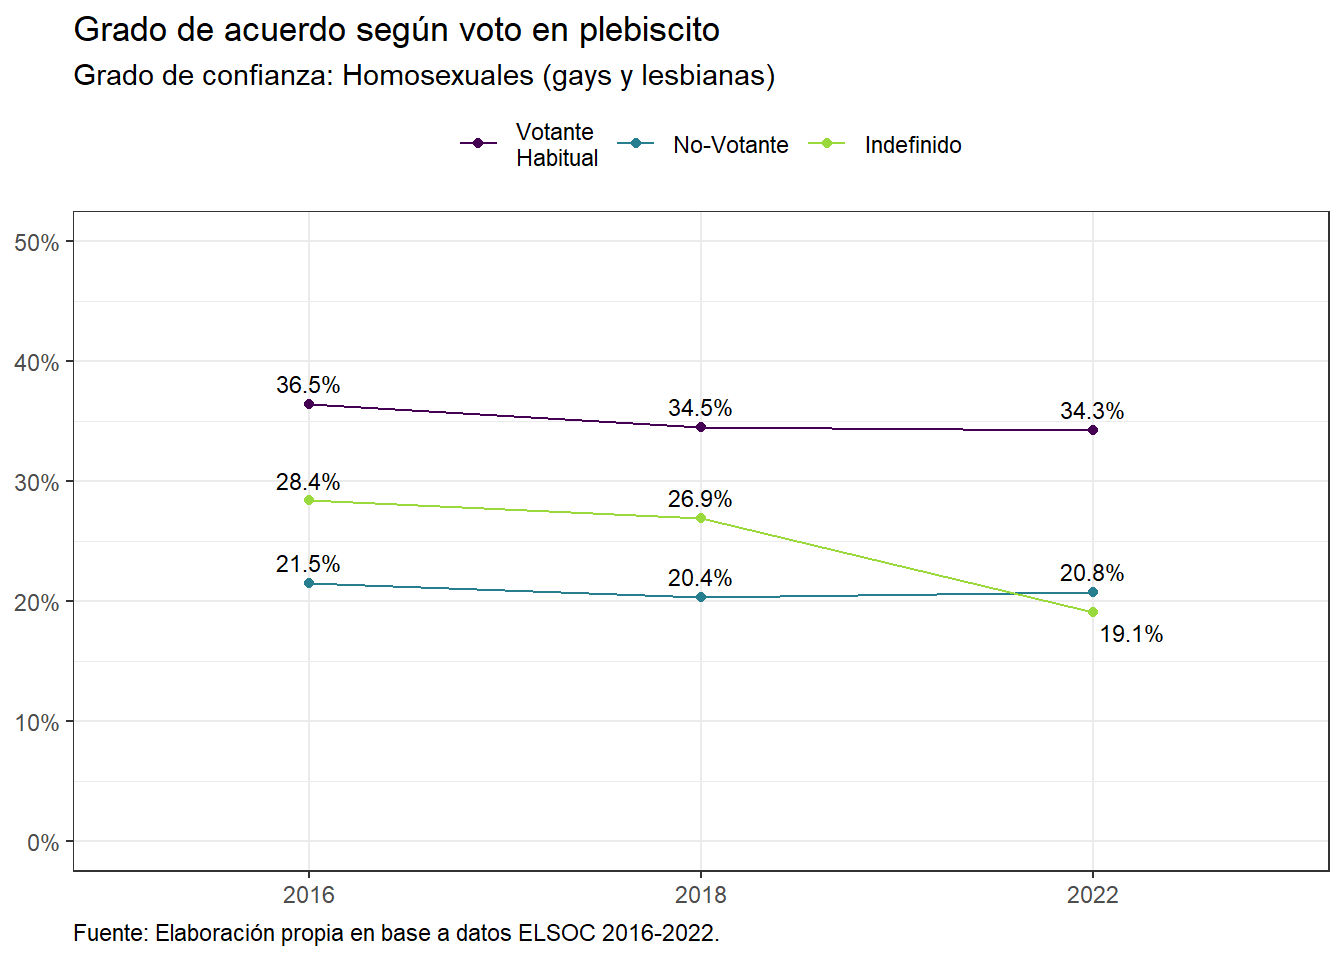 Grado de acuerdo según voto en plebiscito
Grado de confianza: Homosexuales (gays y lesbianas)
Votante
Habitual
No-Votante
Indefinido
50%
40%
30%
20%
10%
0%
36.5%
34.5%
34.3%
28.4%
26.9%
21.5%
20.4%
20.8%
19.1%
2016
2018
2022
Fuente: Elaboración propia en base a datos ELSOC 2016-2022.